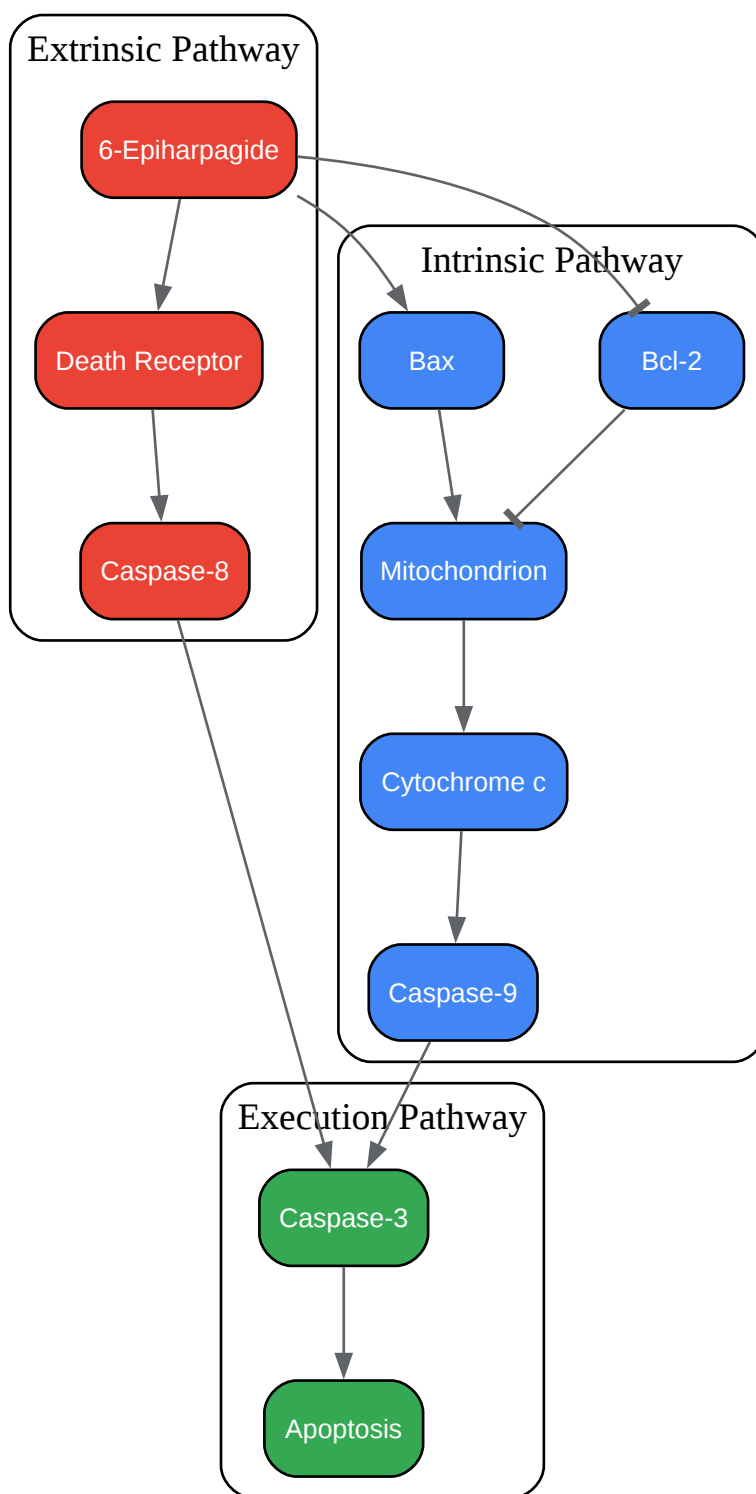 Extrinsic Pathway
6-Epiharpagide
Death Receptor
Caspase-8
Intrinsic Pathway
Bax
Bcl-2
Mitochondrion
Cytochrome c
Caspase-9
Execution Pathway
Caspase-3
Apoptosis